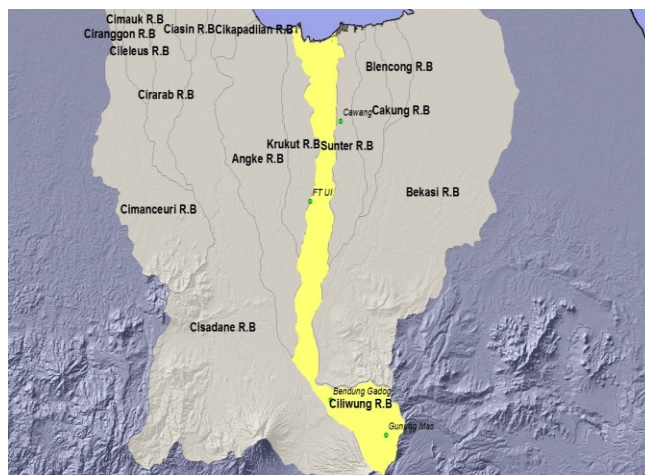 Cimauk R.B
Ciasin R.B
Cikapadilan R.B
Ciranggon R.B
Cileleus R.B
Blencong R.B
Cirarab R.B
Cawang
Cakung R.B
Krukut R.B
Sunter R.B
Angke R.B
Bekasi R.B
FT UI
Cimanceuri R.B
Cisadane R.B
Bendung Gadog
Ciliwung R.B
Gunung Mas